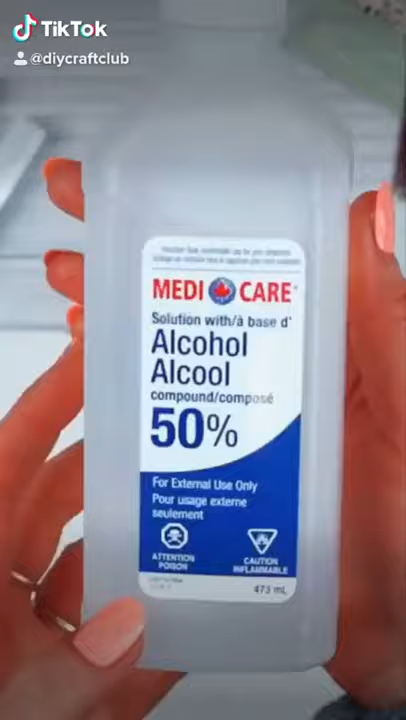 TikTok
@diycraftclub
MEDI CARE
Solution with/à base d'
Alcohol
Alcool
compound/composé
50%
For External Use Only
Pour usage externe
seulement
ATTENTION
POISON
CAUTION
INFLAMMABLE
473 mL